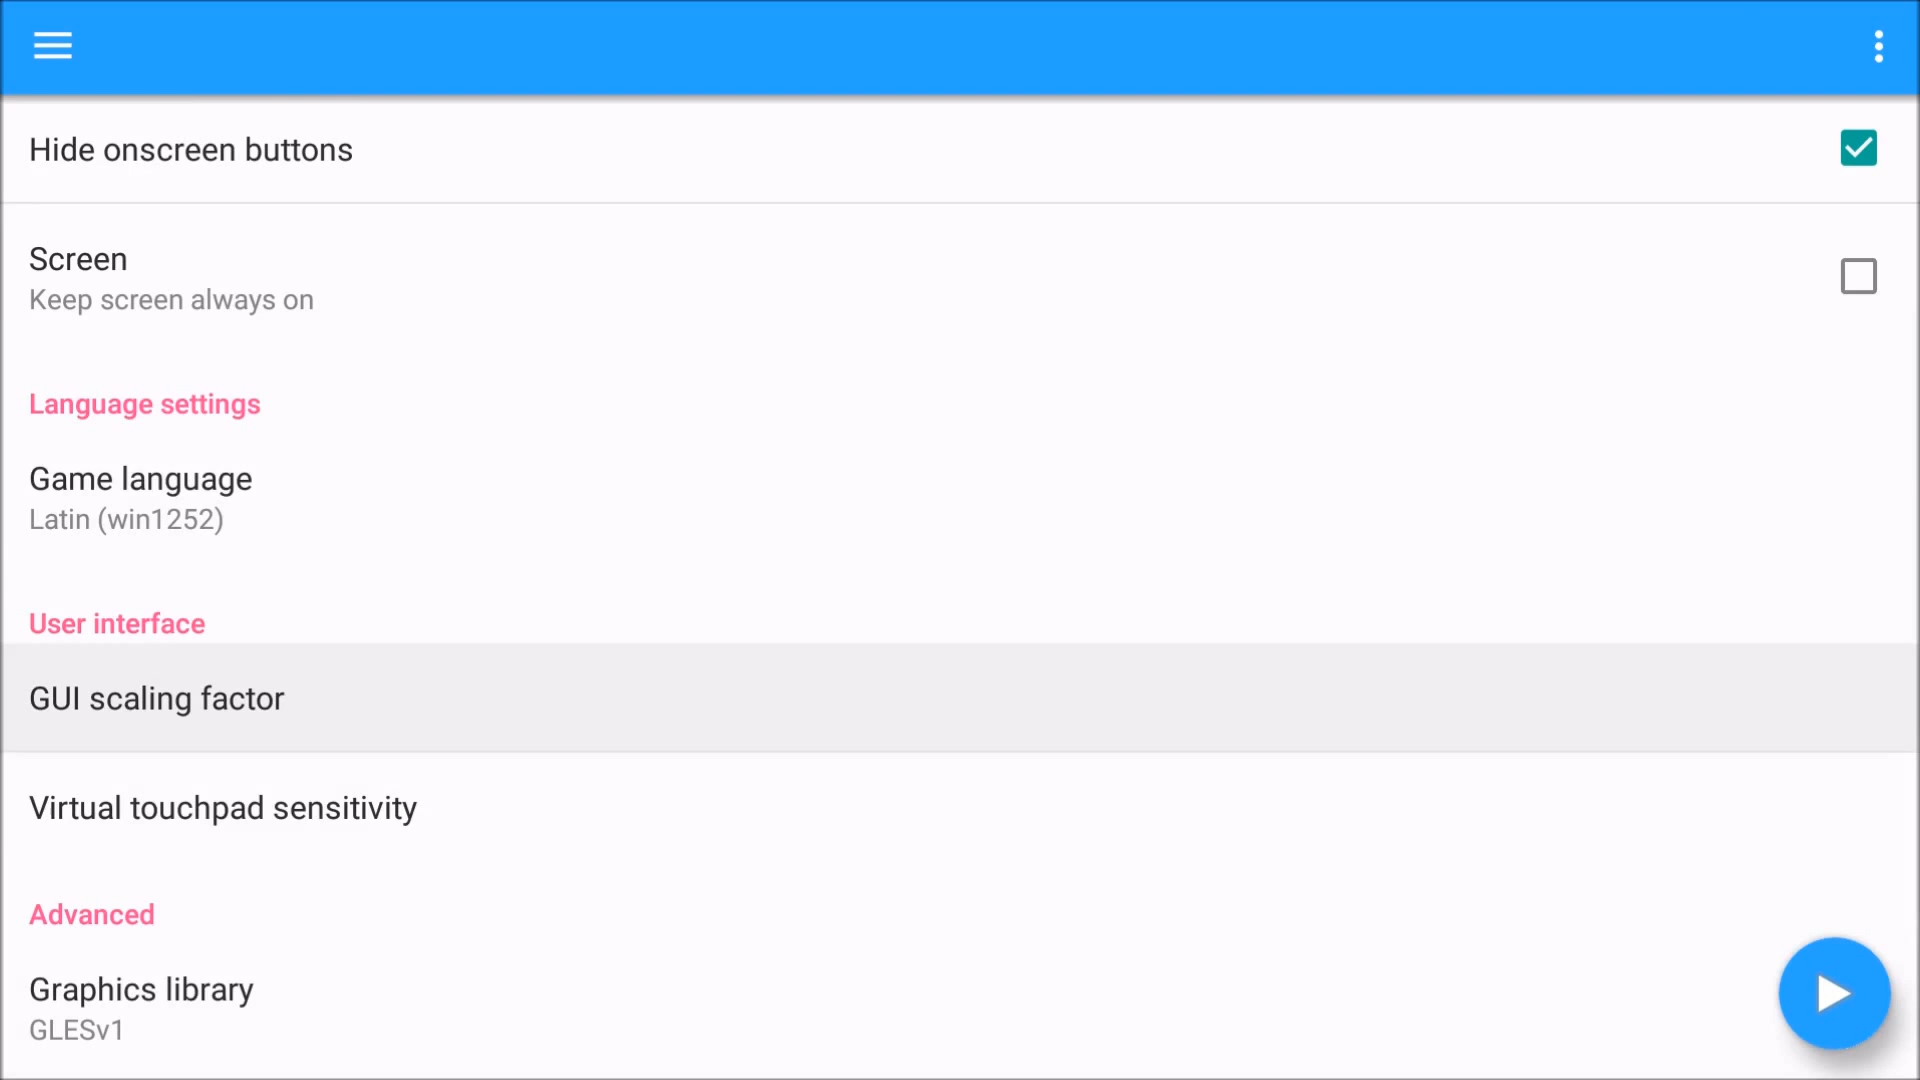 Hide onscreen buttons
Screen
Keep screen always on
Language settings
Game language
Latin (win1252)
User interface
GUI scaling factor
Virtual touchpad sensitivity
Advanced
Graphics library
GLESv1